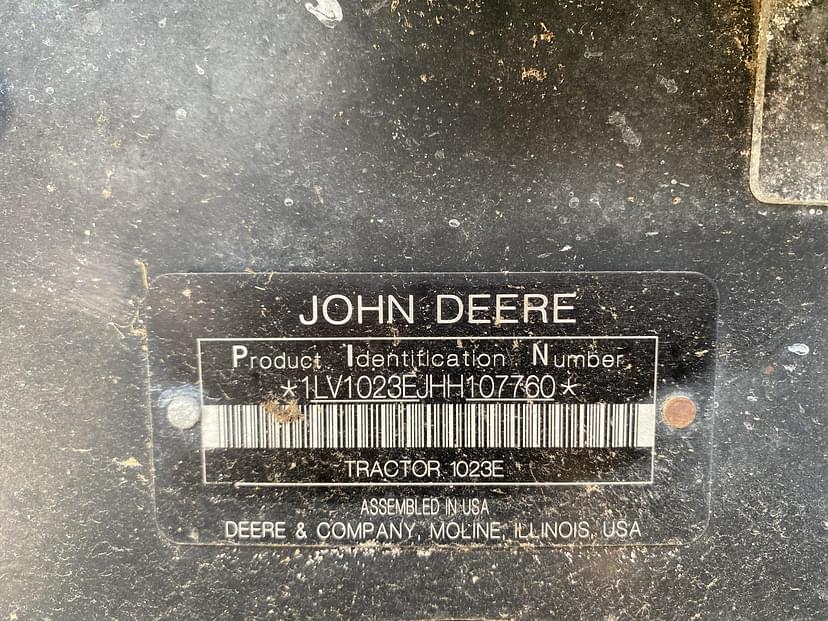 JOHN DEERE
Product Identification Number
*1LV1023EJHH107760*
TRACTOR 1023E
ASSEMBLED IN USA
DEERE & COMPANY, MOLINE, ILLINOIS, USA